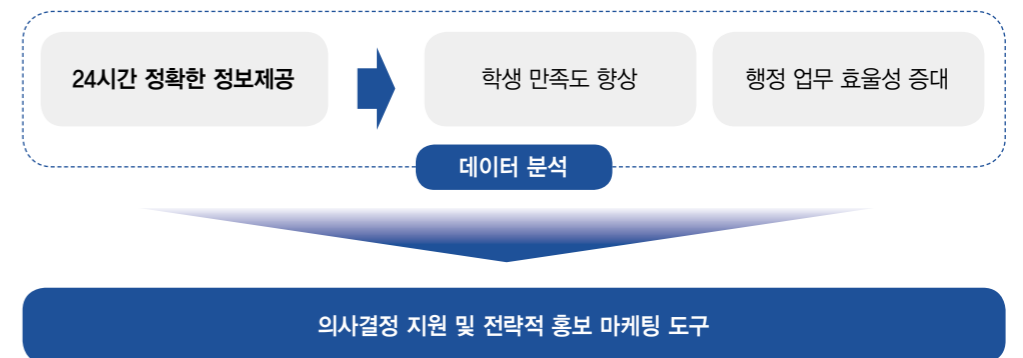 24시간 정확한 정보제공
학생 만족도 향상
행정 업무 효울성 증대
데이터 분석
의사결정 지원 및 전략적 홍보 마케팅 도구